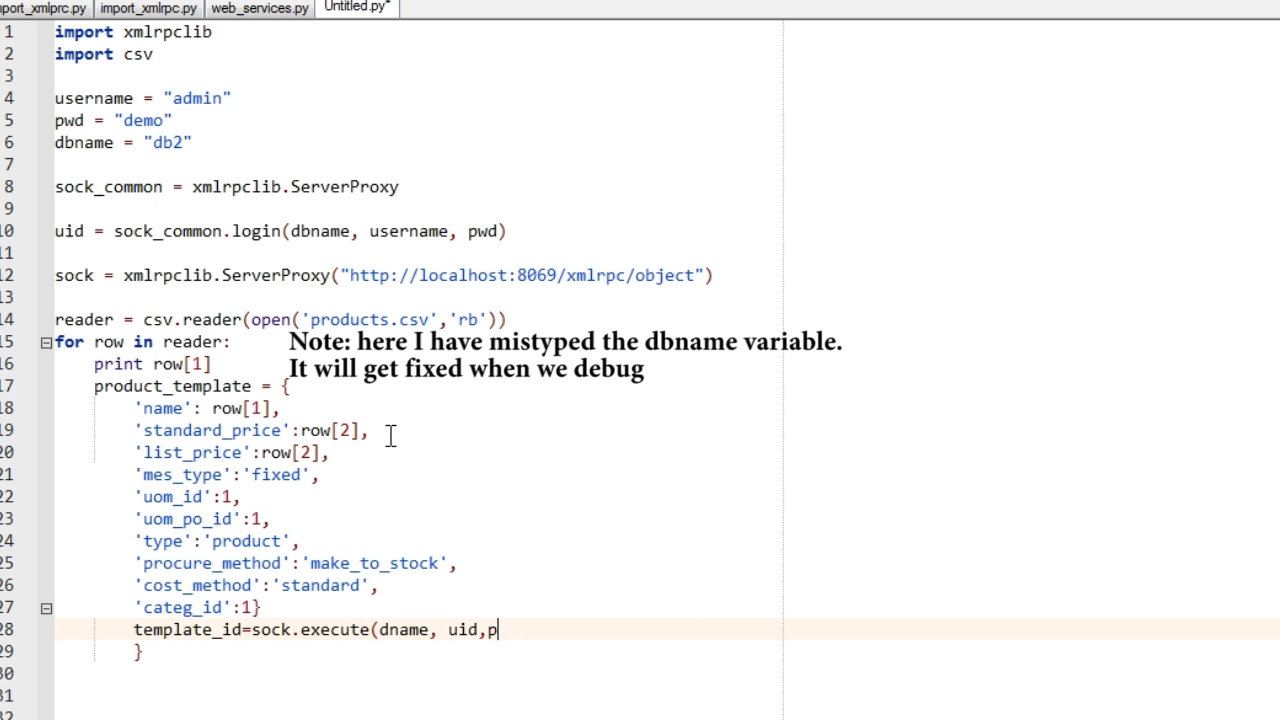 port_xmlprc.py import_xmlrpc.py web_services.py Untitled.py*
1 import xmlrpclib
2 import csv
3
4 username = "admin"
5 pwd = "demo"
6 dbname = "db2"
7
8 sock_common = xmlrpclib.ServerProxy
9
10 uid = sock_common.login(dbname, username, pwd)
11
12 sock = xmlrpclib.ServerProxy("http://localhost:8069/xmlrpc/object")
13
14 reader = csv.reader(open('products.csv','rb'))
15 for row in reader:
Note: here I have mistyped the dbname variable.
16 print row[1]
It will get fixed when we debug
17 product_template = {
18 'name': row[1],
19 'standard_price':row[2],
20 'list_price':row[2],
21 'mes_type':'fixed',
22 'uom_id':1,
23 'uom_po_id':1,
24 'type':'product',
25 'procure_method':'make_to_stock',
26 'cost_method':'standard',
27 'categ_id':1}
28 template_id=sock.execute(dname, uid,p
29 }
30
31
32